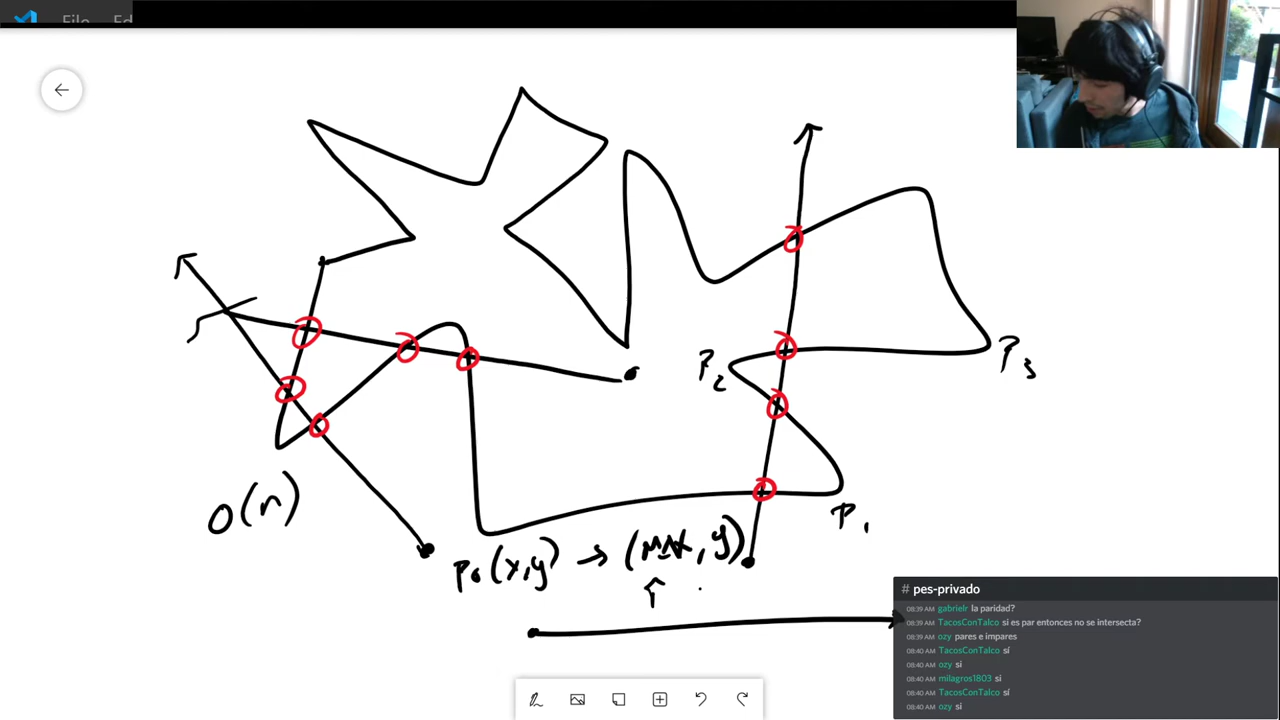 File Ed
P2
P3
O(n)
P1
P0(x,y) → (MAX, y)
# pes-privado
08:39 AM gabrielr la paridad?
08:39 AM TacosConTalco si es par entonces no se intersecta?
08:39 AM ozy pares e impares
08:40 AM TacosConTalco sí
08:40 AM ozy si
08:40 AM milagros1803 si
08:40 AM TacosConTalco sí
08:40 AM ozy si